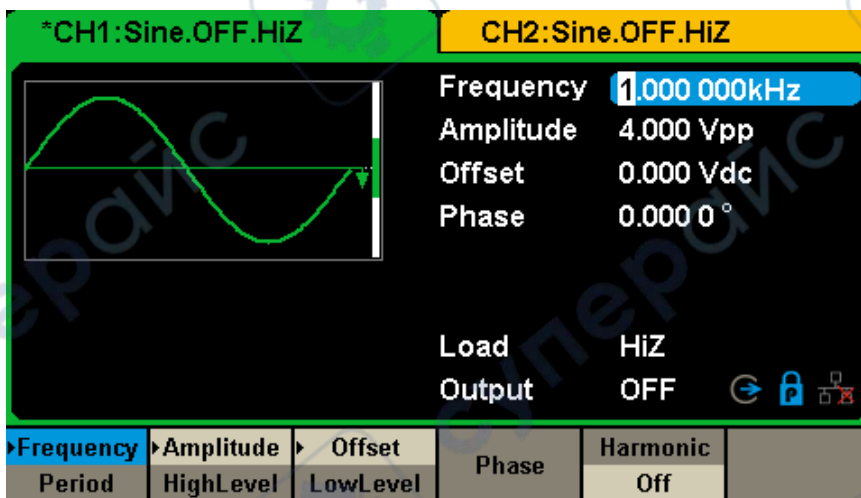 *CH1:Sine.OFF.HiZ
CH2:Sine.OFF.HiZ
Frequency 1.000 000kHz
Amplitude 4.000 Vpp
Offset 0.000 Vdc
Phase 0.000 0 °
Load HiZ
Output OFF
P
Frequency Amplitude Offset Phase Harmonic
Period HighLevel LowLevel Off
супрайс